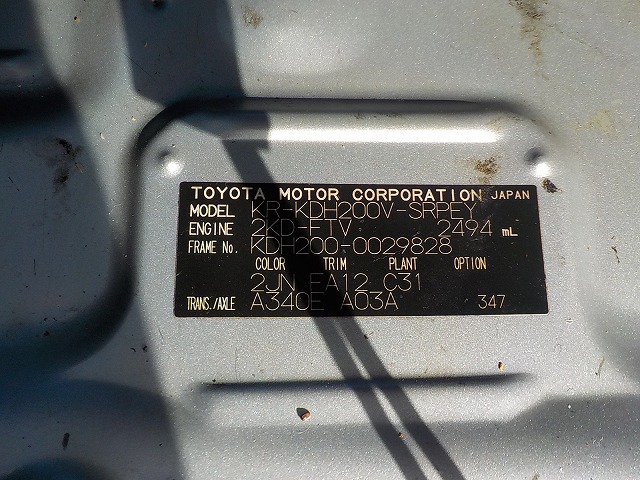 TOYOTA MOTOR CORPORATION JAPAN
MODEL KR-KDH200V-SRPEY
ENGINE 2KD-FTV 2494 mL
FRAME No. KDH200-0029828
COLOR TRIM PLANT OPTION
2JN EA12 C31
TRANS./AXLE A340E A03A 347